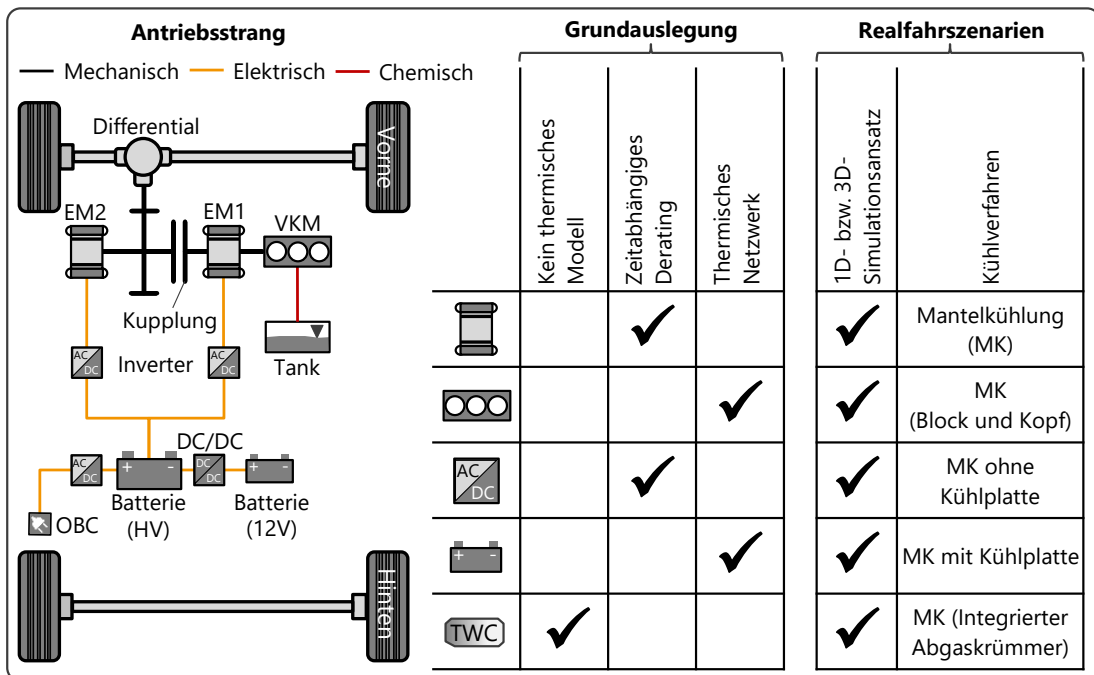 Antriebsstrang
Mechanisch
Elektrisch
Chemisch
Differential
Vorne
EM2
EM1
VKM
Kupplung
AC
DC
Inverter
AC
DC
Tank
DC/DC
AC
DC
+ -
DC
DC
+ -
OBC
Batterie
(HV)
Batterie
(12V)
Hinten
Grundauslegung
Realfahrszenarien
Kein thermisches
Modell
Zeitabhängiges
Derating
Thermisches
Netzwerk
1D- bzw. 3D-
Simulationsansatz
Kühlverfahren
Mantelkühlung
(MK)
MK
(Block und Kopf)
AC
DC
MK ohne
Kühlplatte
+ -
MK mit Kühlplatte
TWC
MK (Integrierter
Abgaskrümmer)